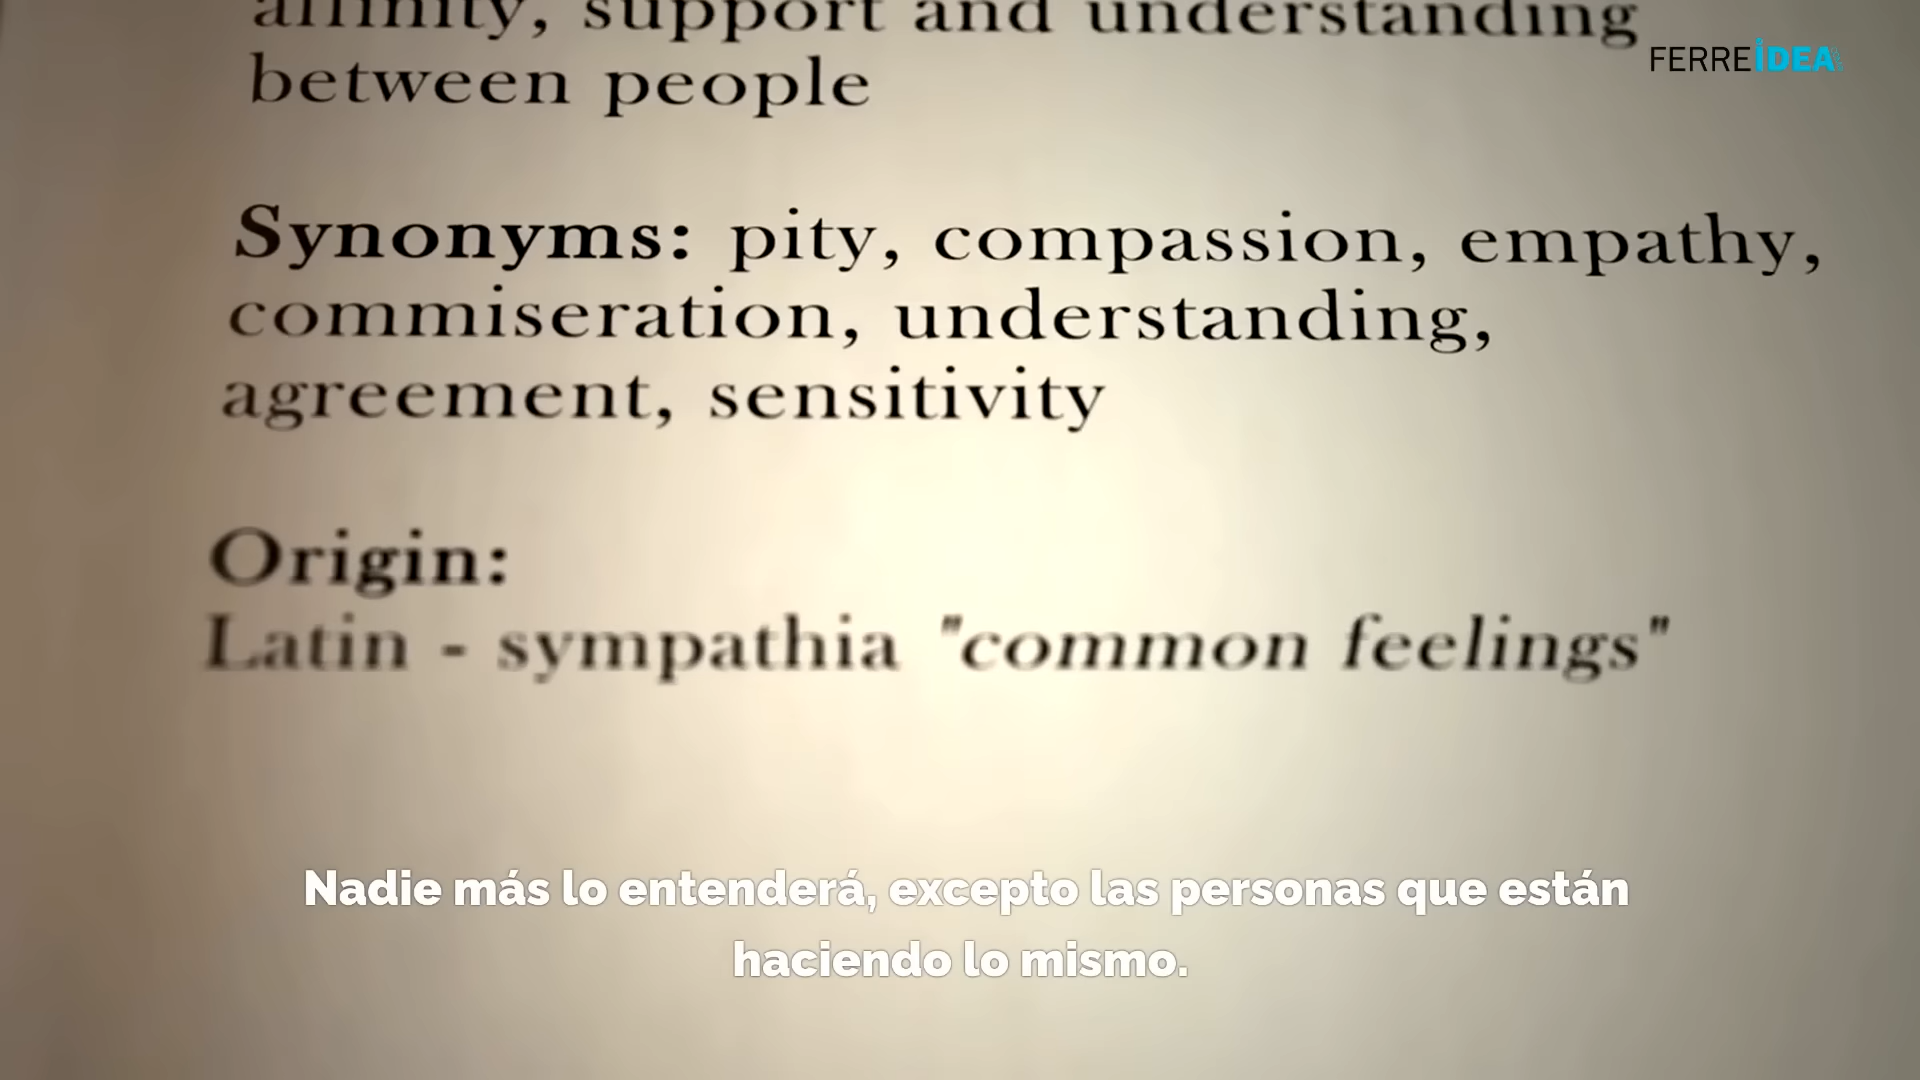 affinity, support and understanding
between people
FERREiDEA
Synonyms: pity, compassion, empathy,
commiseration, understanding,
agreement, sensitivity
Origin:
Latin - sympathia "common feelings"
Nadie más lo entenderá, excepto las personas que están
haciendo lo mismo.